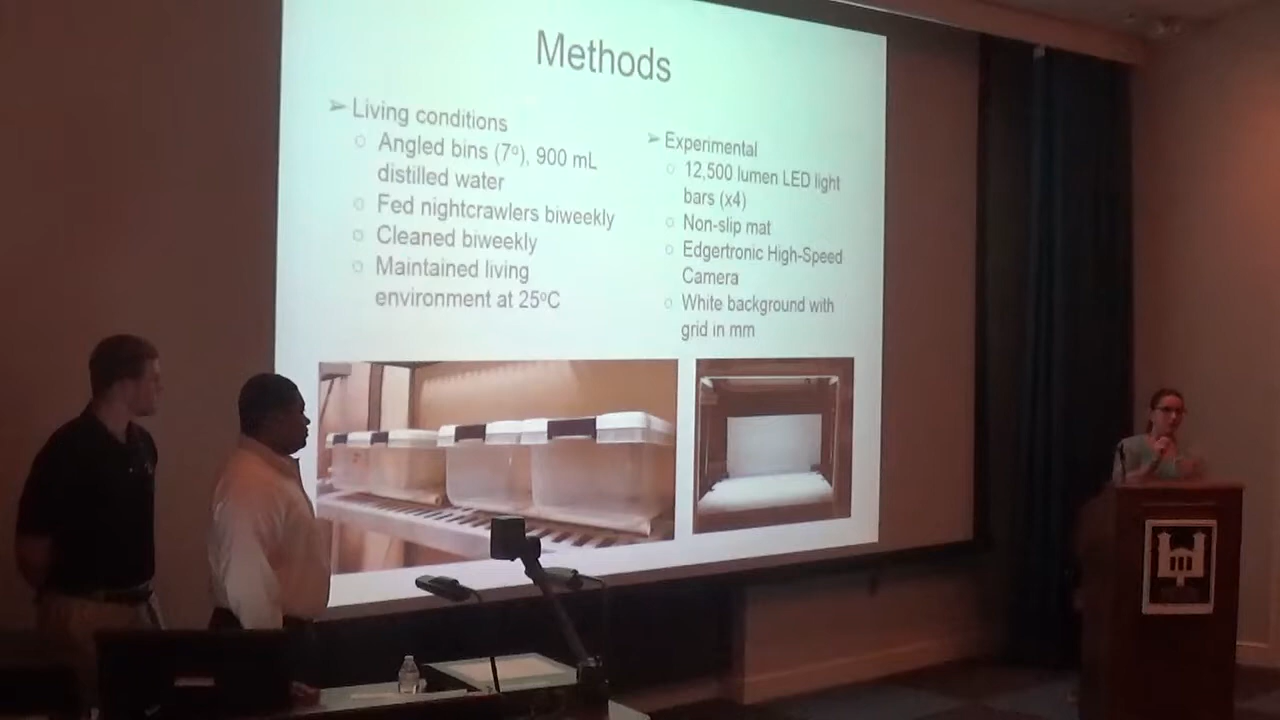 Methods
➢ Living conditions
○ Angled bins (7º), 900 mL
distilled water
○ Fed nightcrawlers biweekly
○ Cleaned biweekly
○ Maintained living
environment at 25ºC
➢ Experimental
○ 12,500 lumen LED light
bars (x4)
○ Non-slip mat
○ Edgertronic High-Speed
Camera
○ White background with
grid in mm